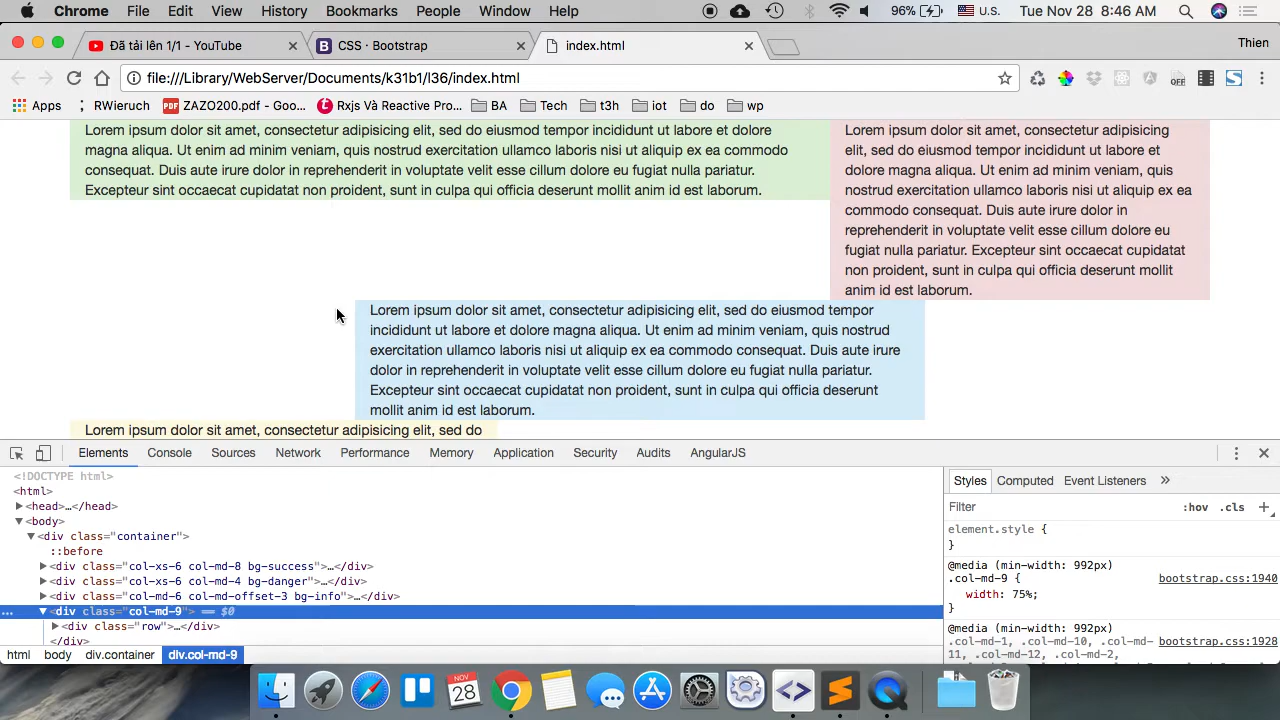 Chrome File Edit View History Bookmarks People Window Help 96% U.S. Tue Nov 28 8:46 AM
Đã tải lên 1/1 - YouTube CSS · Bootstrap index.html Thien
file:///Library/WebServer/Documents/k31b1/l36/index.html
Apps RWieruch ZAZO200.pdf - Goo... Rxjs Và Reactive Pro... BA Tech t3h iot do wp
Lorem ipsum dolor sit amet, consectetur adipisicing elit, sed do eiusmod tempor incididunt ut labore et dolore
magna aliqua. Ut enim ad minim veniam, quis nostrud exercitation ullamco laboris nisi ut aliquip ex ea commodo
consequat. Duis aute irure dolor in reprehenderit in voluptate velit esse cillum dolore eu fugiat nulla pariatur.
Excepteur sint occaecat cupidatat non proident, sunt in culpa qui officia deserunt mollit anim id est laborum.
Lorem ipsum dolor sit amet, consectetur adipisicing
elit, sed do eiusmod tempor incididunt ut labore et
dolore magna aliqua. Ut enim ad minim veniam, quis
nostrud exercitation ullamco laboris nisi ut aliquip ex ea
commodo consequat. Duis aute irure dolor in
reprehenderit in voluptate velit esse cillum dolore eu
fugiat nulla pariatur. Excepteur sint occaecat cupidatat
non proident, sunt in culpa qui officia deserunt mollit
anim id est laborum.
Lorem ipsum dolor sit amet, consectetur adipisicing elit, sed do eiusmod tempor
incididunt ut labore et dolore magna aliqua. Ut enim ad minim veniam, quis nostrud
exercitation ullamco laboris nisi ut aliquip ex ea commodo consequat. Duis aute irure
dolor in reprehenderit in voluptate velit esse cillum dolore eu fugiat nulla pariatur.
Excepteur sint occaecat cupidatat non proident, sunt in culpa qui officia deserunt
mollit anim id est laborum.
Lorem ipsum dolor sit amet, consectetur adipisicing elit, sed do
Elements Console Sources Network Performance Memory Application Security Audits AngularJS
<!DOCTYPE html>
<html>
<head>…</head>
<body>
<div class="container">
::before
<div class="col-xs-6 col-md-8 bg-success">…</div>
<div class="col-xs-6 col-md-4 bg-danger">…</div>
<div class="col-md-6 col-md-offset-3 bg-info">…</div>
... <div class="col-md-9"> == $0
<div class="row">…</div>
</div>
html body div.container div.col-md-9
Styles Computed Event Listeners »
Filter :hov .cls +
element.style {
}
@media (min-width: 992px)
.col-md-9 { bootstrap.css:1940
width: 75%;
}
@media (min-width: 992px)
.col-md-1, .col-md-10, .col-md- bootstrap.css:1928
11, .col-md-12, .col-md-2,
NOV
28